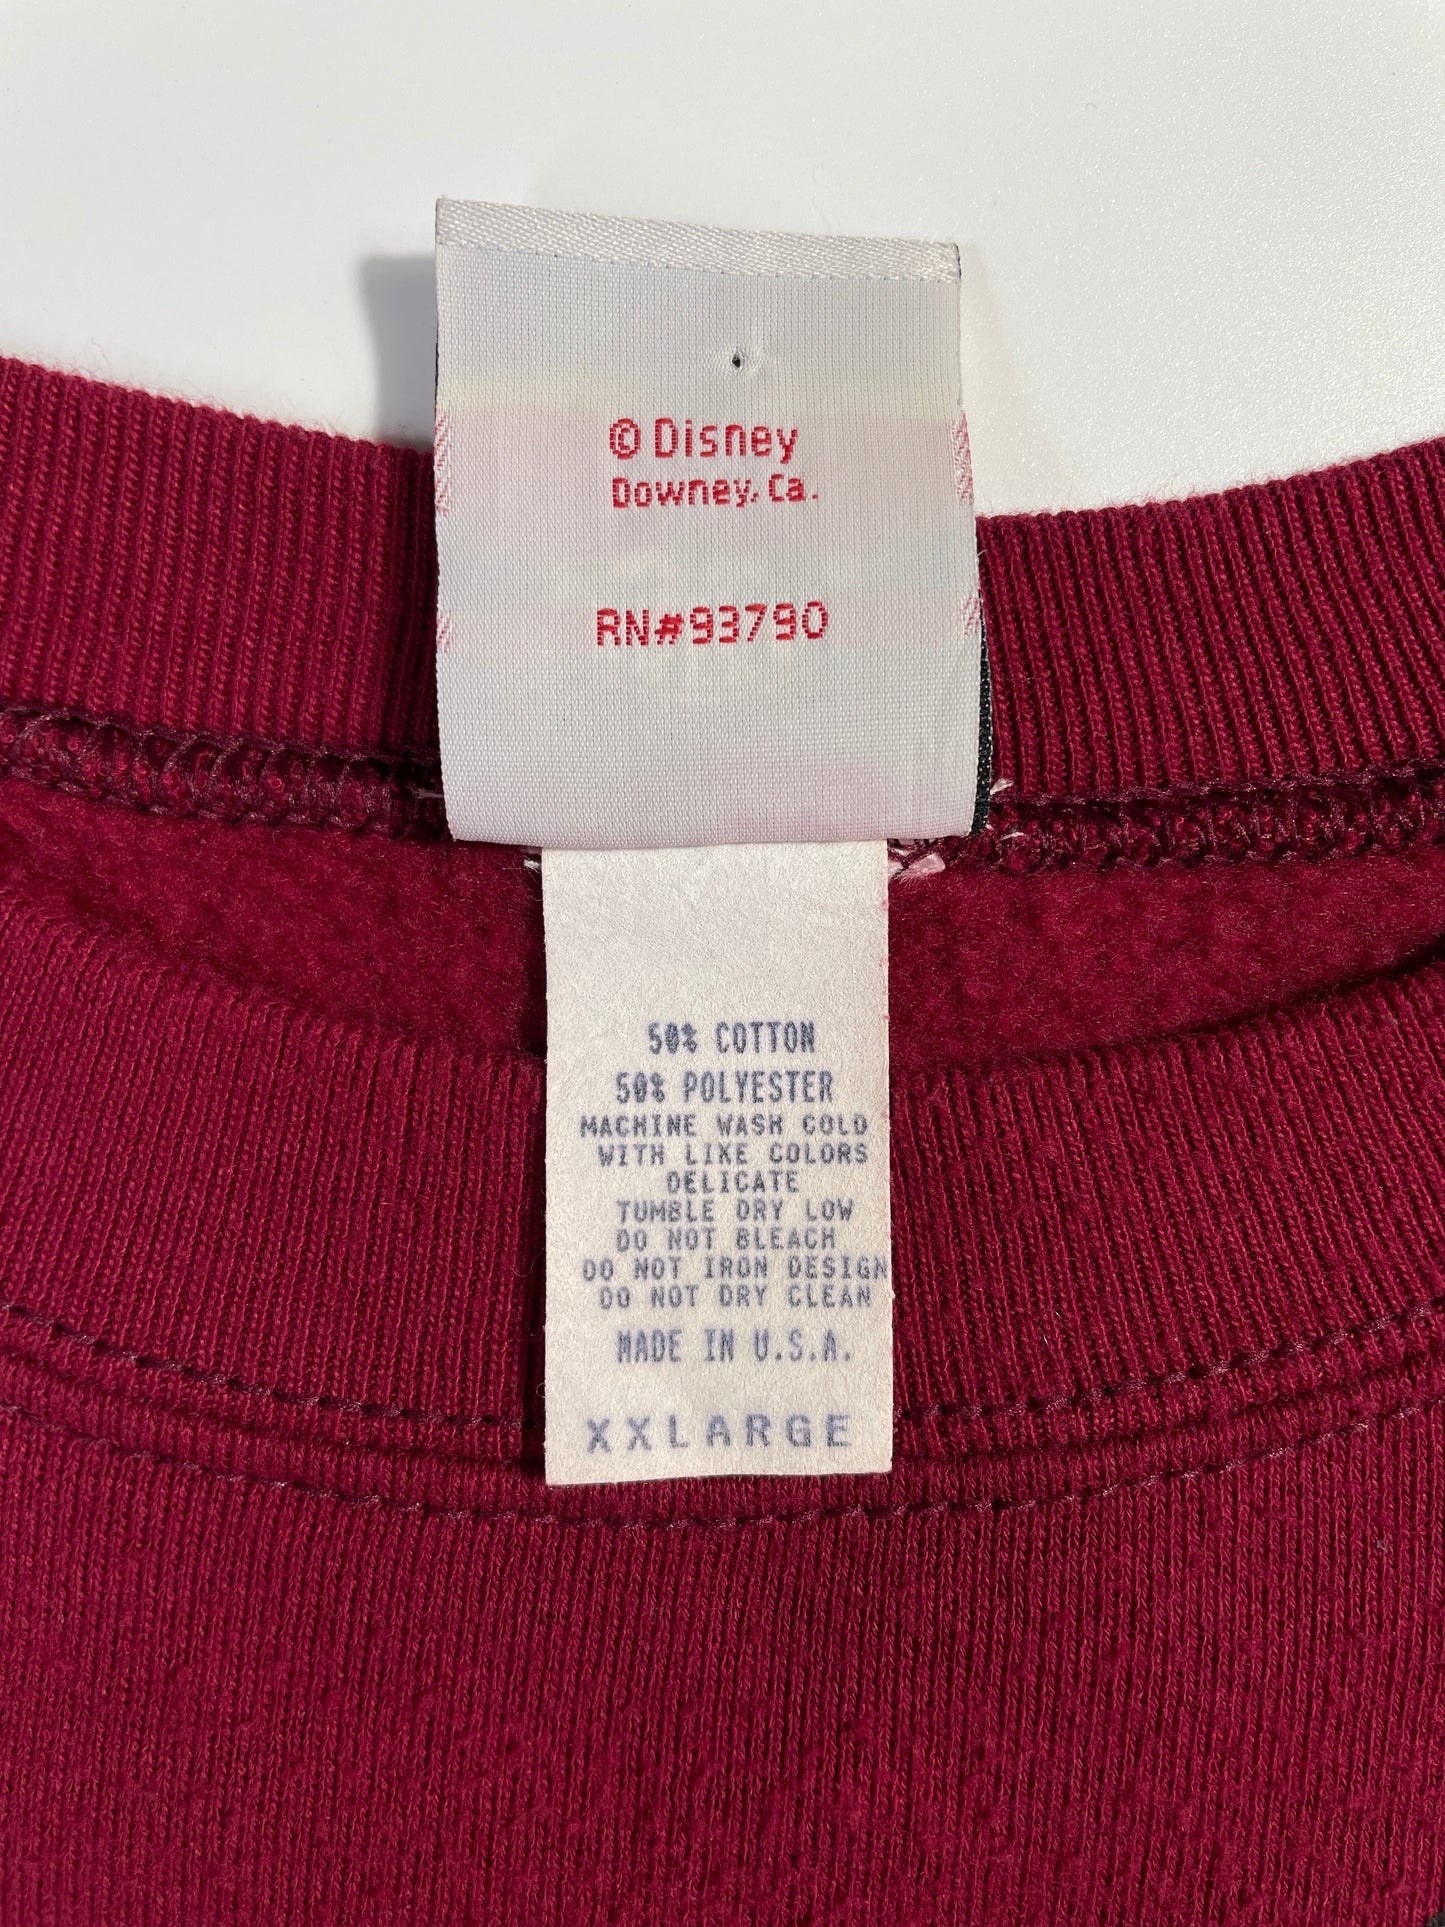 © Disney
Downey, Ca.
RN#93790
50% COTTON
50% POLYESTER
MACHINE WASH COLD
WITH LIKE COLORS
DELICATE
TUMBLE DRY LOW
DO NOT BLEACH
DO NOT IRON DESIGN
DO NOT DRY CLEAN
MADE IN U.S.A.
XXLARGE